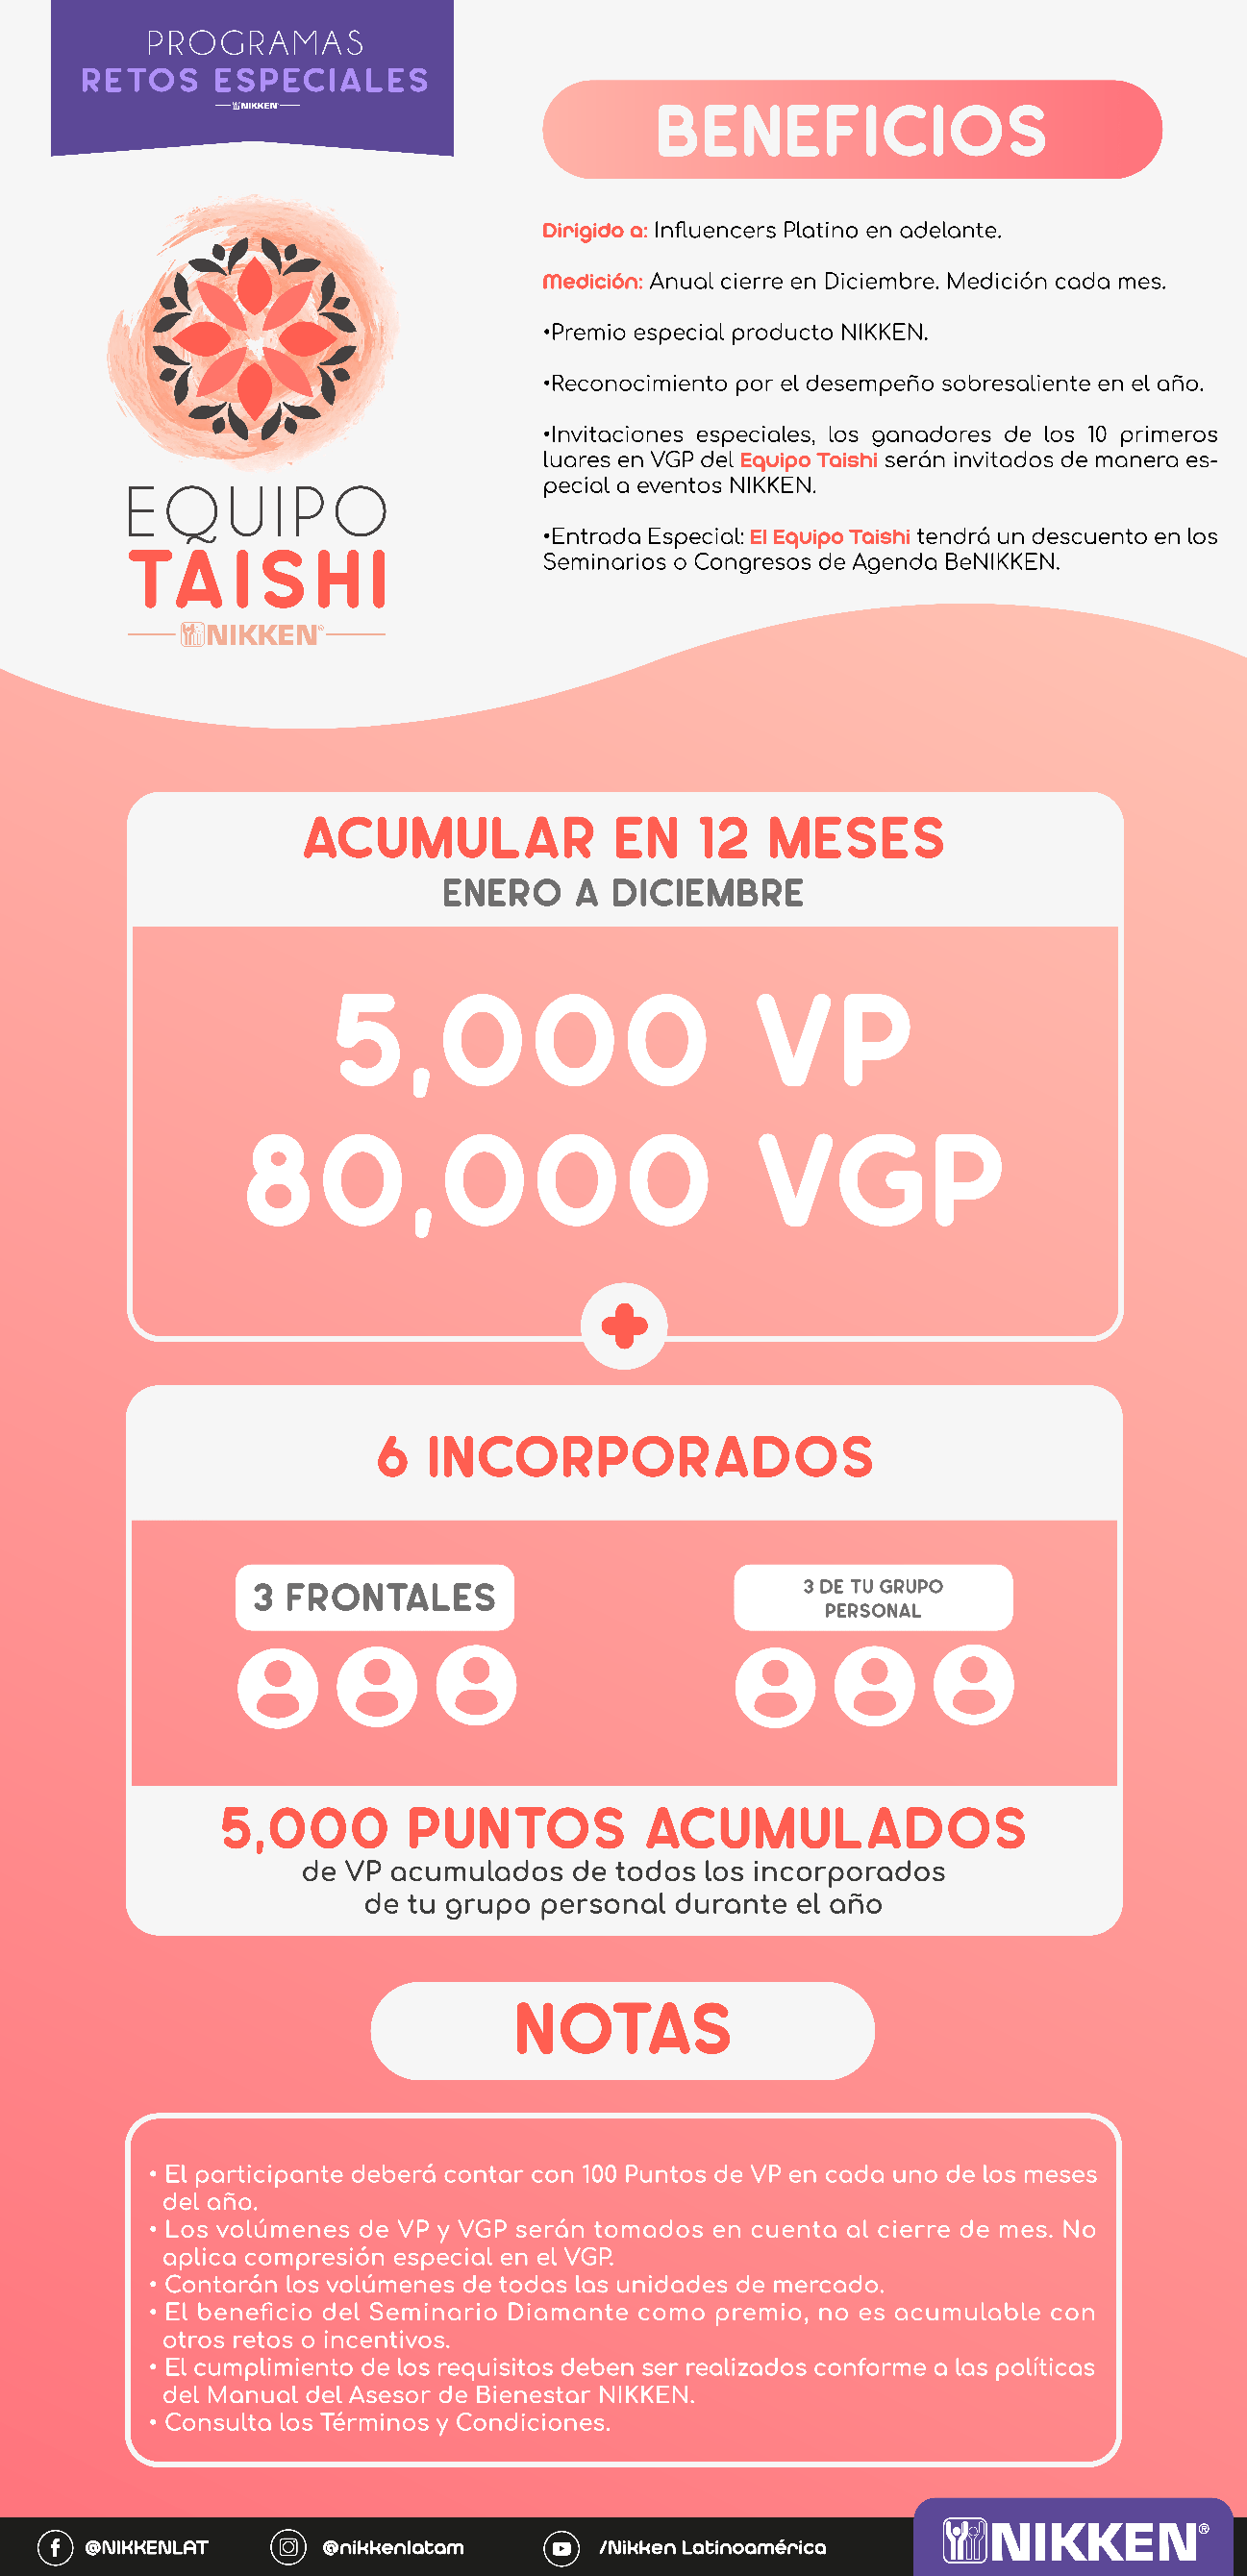 PROGRAMAS
RETOS ESPECIALES
NIKKEN
BENEFICIOS
Dirigido a: Influencers Platino en adelante.
Medición: Anual cierre en Diciembre. Medición cada mes.
•Premio especial producto NIKKEN.
•Reconocimiento por el desempeño sobresaliente en el año.
•Invitaciones especiales, los ganadores de los 10 primeros
luares en VGP del Equipo Taishi serán invitados de manera es-
pecial a eventos NIKKEN.
•Entrada Especial: El Equipo Taishi tendrá un descuento en los
Seminarios o Congresos de Agenda BeNIKKEN.
EQUIPO
TAISHI
NIKKEN®
ACUMULAR EN 12 MESES
ENERO A DICIEMBRE
5,000 VP
80,000 VGP
6 INCORPORADOS
3 FRONTALES
3 DE TU GRUPO
PERSONAL
5,000 PUNTOS ACUMULADOS
de VP acumulados de todos los incorporados
de tu grupo personal durante el año
NOTAS
• El participante deberá contar con 100 Puntos de VP en cada uno de los meses
del año.
• Los volúmenes de VP y VGP serán tomados en cuenta al cierre de mes. No
aplica compresión especial en el VGP.
• Contarán los volúmenes de todas las unidades de mercado.
• El beneficio del Seminario Diamante como premio, no es acumulable con
otros retos o incentivos.
• El cumplimiento de los requisitos deben ser realizados conforme a las políticas
del Manual del Asesor de Bienestar NIKKEN.
• Consulta los Términos y Condiciones.
@NIKKENLAT
@nikkenlatam
/Nikken Latinoamérica
NIKKEN®